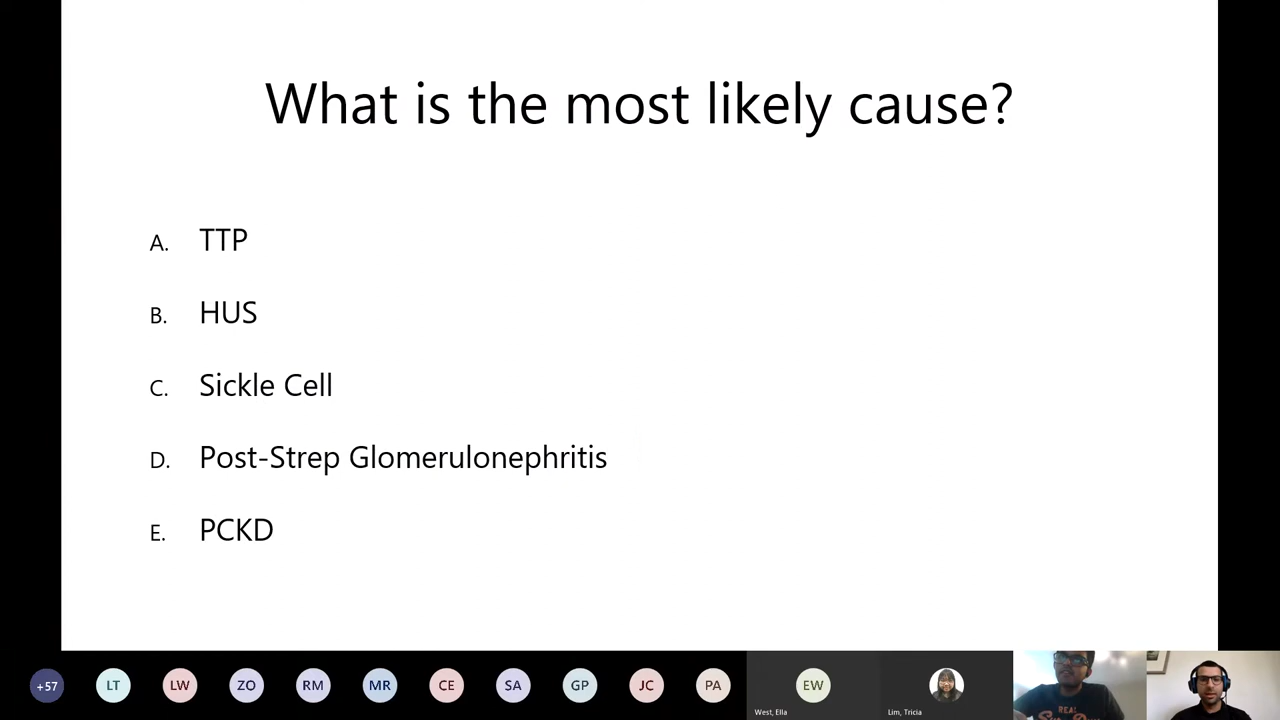 What is the most likely cause?
A. TTP
B. HUS
C. Sickle Cell
D. Post-Strep Glomerulonephritis
E. PCKD
+57 LT LW ZO RM MR CE SA GP JC PA EW
West, Ella
Lim, Tricia
REAL